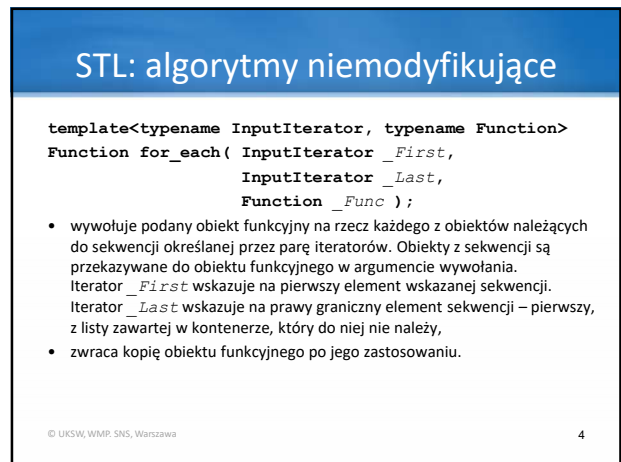 STL: algorytmy niemodyfikujące
template<typename InputIterator, typename Function>
Function for_each( InputIterator _First,
InputIterator _Last,
Function _Func );
• wywołuje podany obiekt funkcyjny na rzecz każdego z obiektów należących
do sekwencji określanej przez parę iteratorów. Obiekty z sekwencji są
przekazywane do obiektu funkcyjnego w argumencie wywołania.
Iterator _First wskazuje na pierwszy element wskazanej sekwencji.
Iterator _Last wskazuje na prawy graniczny element sekwencji – pierwszy,
z listy zawartej w kontenerze, który do niej nie należy,
• zwraca kopię obiektu funkcyjnego po jego zastosowaniu.
© UKSW, WMP. SNS, Warszawa
4